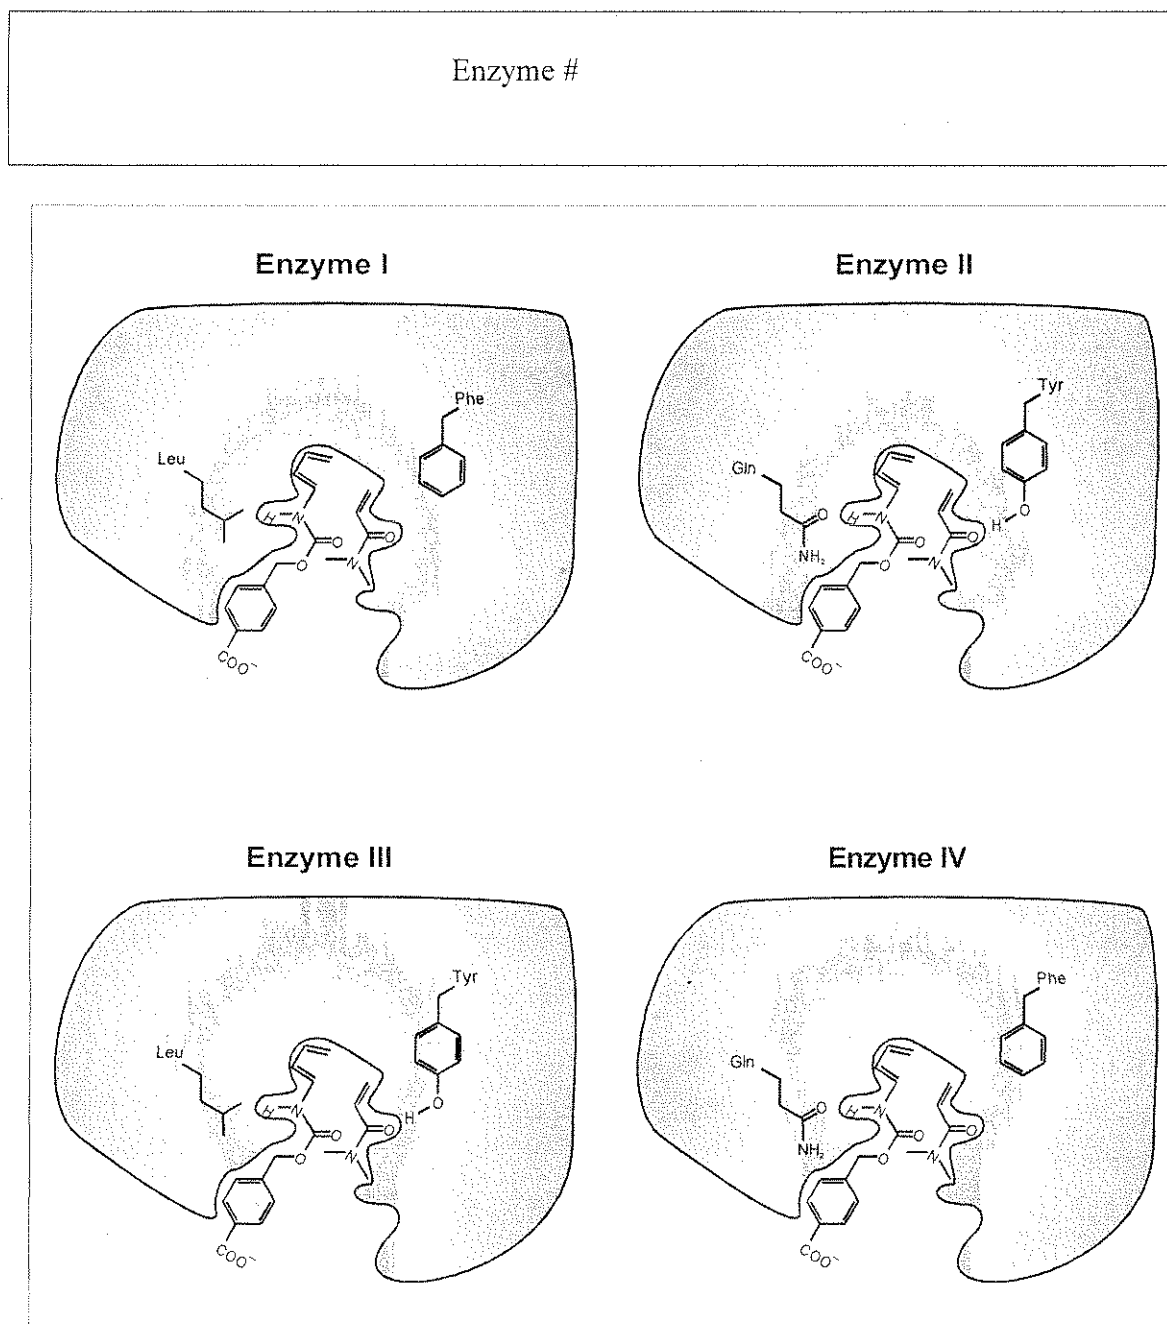 Enzyme #
Enzyme I
Enzyme II
Phe
Leu
H
N
O
O
O
N
COO⁻
Tyr
Gln
O
NH₂
H
O
H
N
O
O
O
N
COO⁻
Enzyme III
Enzyme IV
Tyr
Leu
O
H
H
N
O
O
O
N
COO⁻
Phe
Gln
O
NH₂
H
N
O
O
O
N
COO⁻